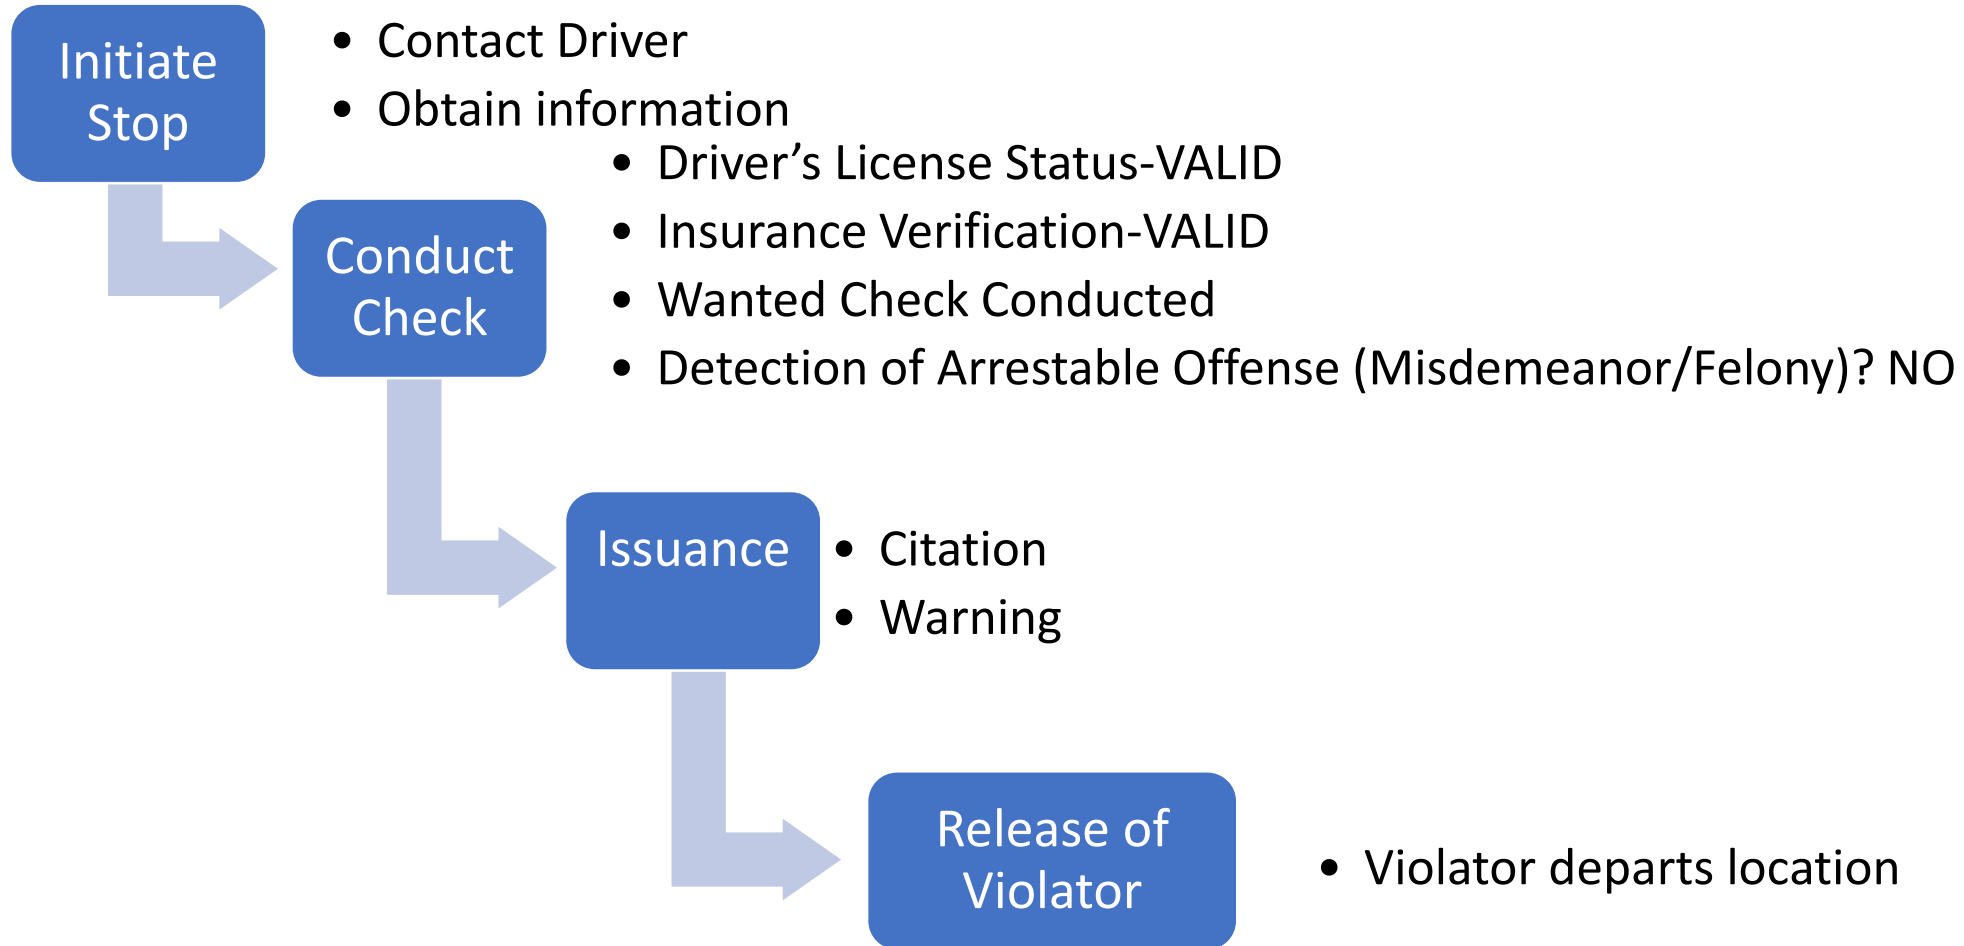 Initiate
Stop
• Contact Driver
• Obtain information
Conduct
Check
• Driver’s License Status-VALID
• Insurance Verification-VALID
• Wanted Check Conducted
• Detection of Arrestable Offense (Misdemeanor/Felony)? NO
Issuance
• Citation
• Warning
Release of
Violator
• Violator departs location